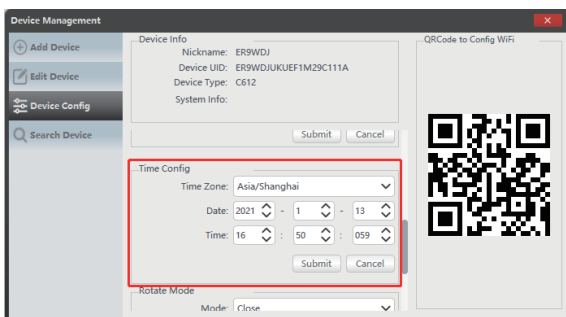 Device Management
Add Device
Edit Device
Device Config
Search Device
Device Info
Nickname: ER9WDJ
Device UID: ER9WDJUKUEF1M29C111A
Device Type: C612
System Info:
Submit Cancel
Time Config
Time Zone: Asia/Shanghai
Date: 2021 - 1 - 13
Time: 16 : 50 : 059
Submit Cancel
Rotate Mode
Mode: Close
QRCode to Config WiFi